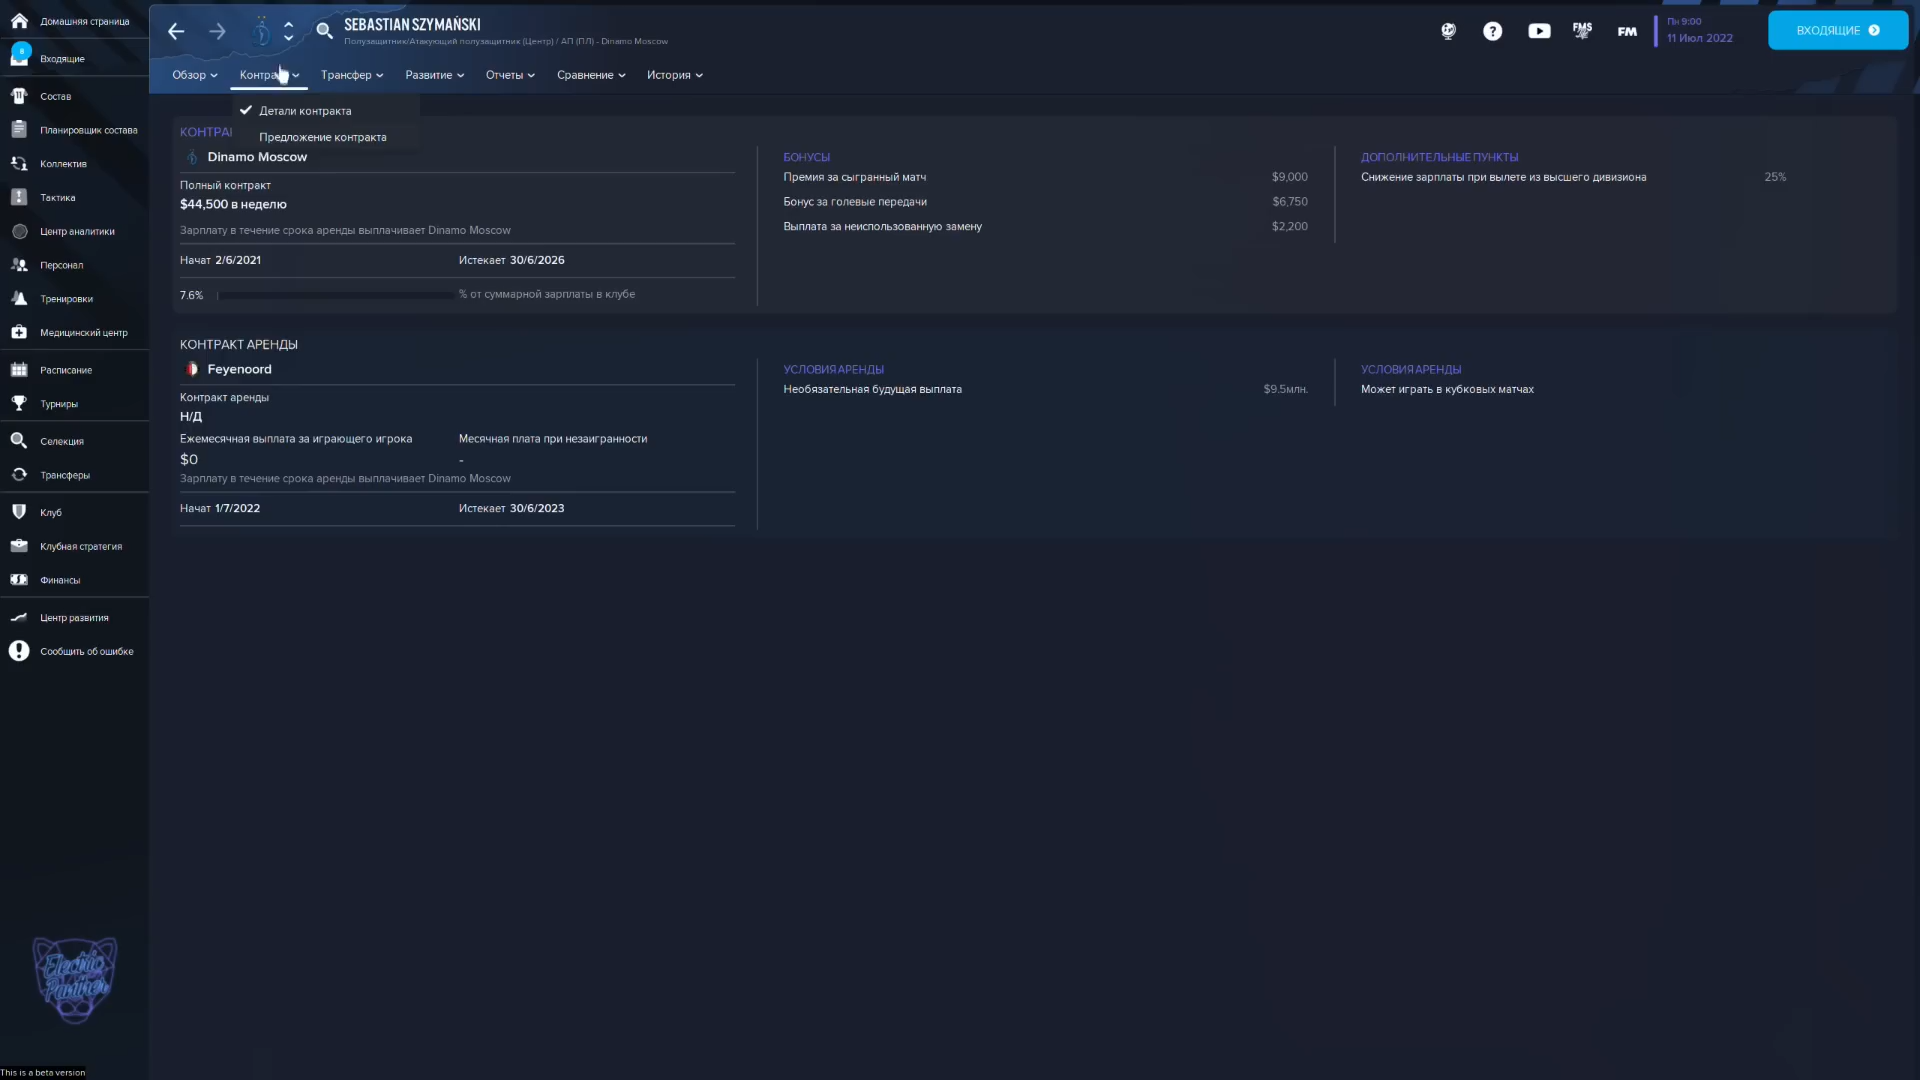 Домашняя страница
8
Входящие
Состав
Планировщик состава
Коллектив
Тактика
Центр аналитики
Персонал
Тренировки
Медицинский центр
Расписание
Турниры
Селекция
Трансферы
Клуб
Клубная стратегия
Финансы
Центр развития
Сообщить об ошибке
Electric
Panther
This is a beta version
SEBASTIAN SZYMAŃSKI
Полузащитник/Атакующий полузащитник (Центр) / АП (ПЛ) - Dinamo Moscow
FMS
FM
Пн 9:00
11 Июл 2022
ВХОДЯЩИЕ
Обзор
Трансфер
Развитие
Отчеты
Сравнение
История
Детали контракта
Предложение контракта
Dinamo Moscow
Полный контракт
$44,500 в неделю
Зарплату в течение срока аренды выплачивает Dinamo Moscow
Начат 2/6/2021
Истекает 30/6/2026
7.6%
% от суммарной зарплаты в клубе
БОНУСЫ
Премия за сыгранный матч $9,000
Бонус за голевые передачи $6,750
Выплата за неиспользованную замену $2,200
ДОПОЛНИТЕЛЬНЫЕ ПУНКТЫ
Снижение зарплаты при вылете из высшего дивизиона 25%
КОНТРАКТ АРЕНДЫ
Feyenoord
Контракт аренды
Н/Д
Ежемесячная выплата за играющего игрока
Месячная плата при незаигранности
$0
-
Зарплату в течение срока аренды выплачивает Dinamo Moscow
Начат 1/7/2022
Истекает 30/6/2023
УСЛОВИЯ АРЕНДЫ
Необязательная будущая выплата $9.5млн.
УСЛОВИЯ АРЕНДЫ
Может играть в кубковых матчах